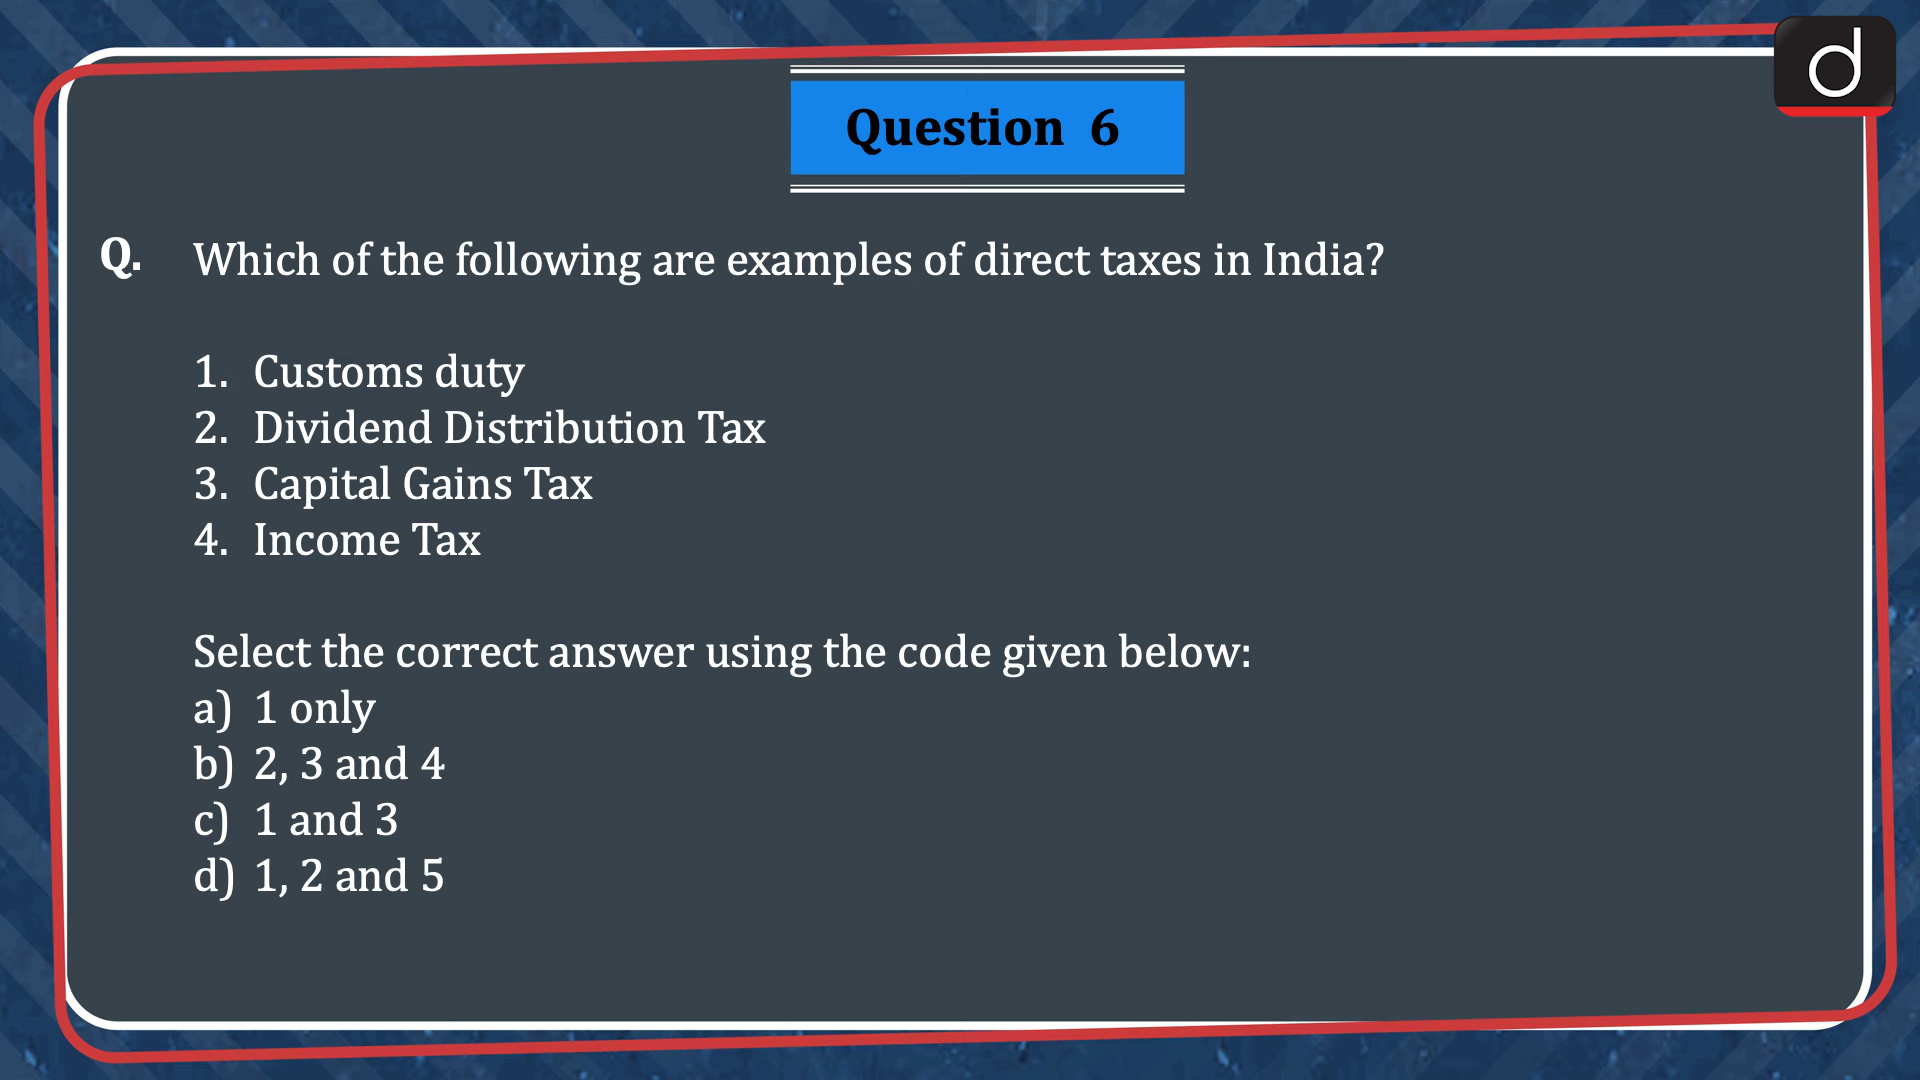 Question 6
Q. Which of the following are examples of direct taxes in India?
1. Customs duty
2. Dividend Distribution Tax
3. Capital Gains Tax
4. Income Tax
Select the correct answer using the code given below:
a) 1 only
b) 2, 3 and 4
c) 1 and 3
d) 1, 2 and 5
d